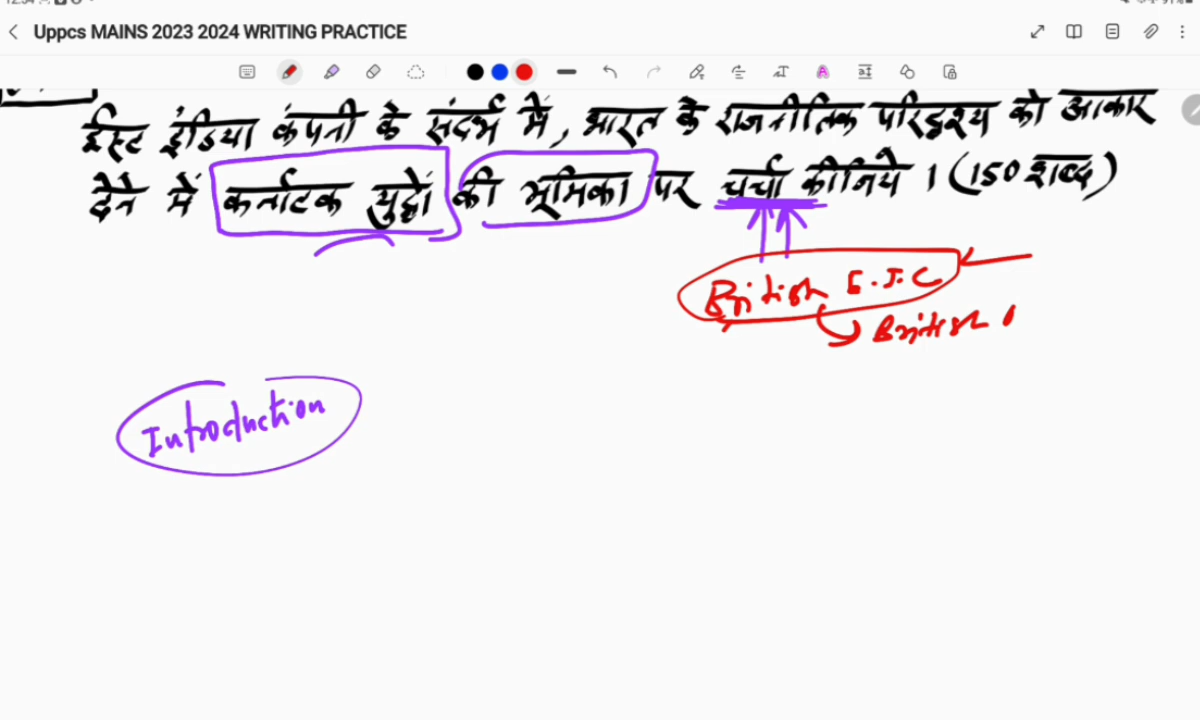 Uppcs MAINS 2023 2024 WRITING PRACTICE
ईस्ट इंडिया कंपनी के संदर्भ में, भारत के राजनीतिक परिदृश्य को आकार
देने में कर्नाटक युद्धों की भूमिका पर चर्चा कीजिये । (150 शब्द)
British E.I.C
British
Introduction